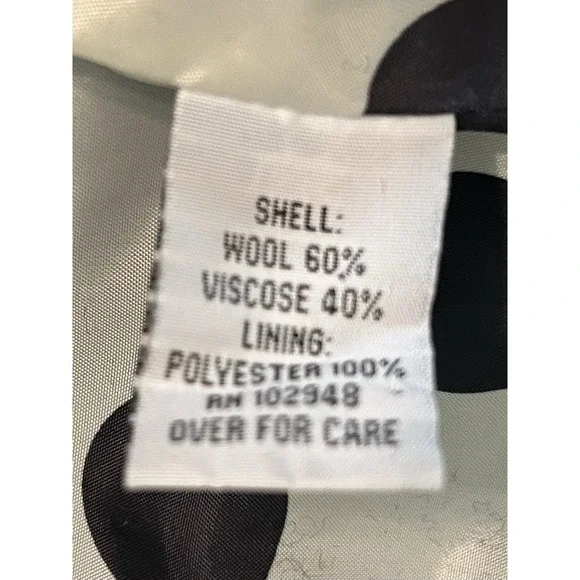 SHELL:
WOOL 60%
VISCOSE 40%
LINING:
POLYESTER 100%
RN 102948
OVER FOR CARE